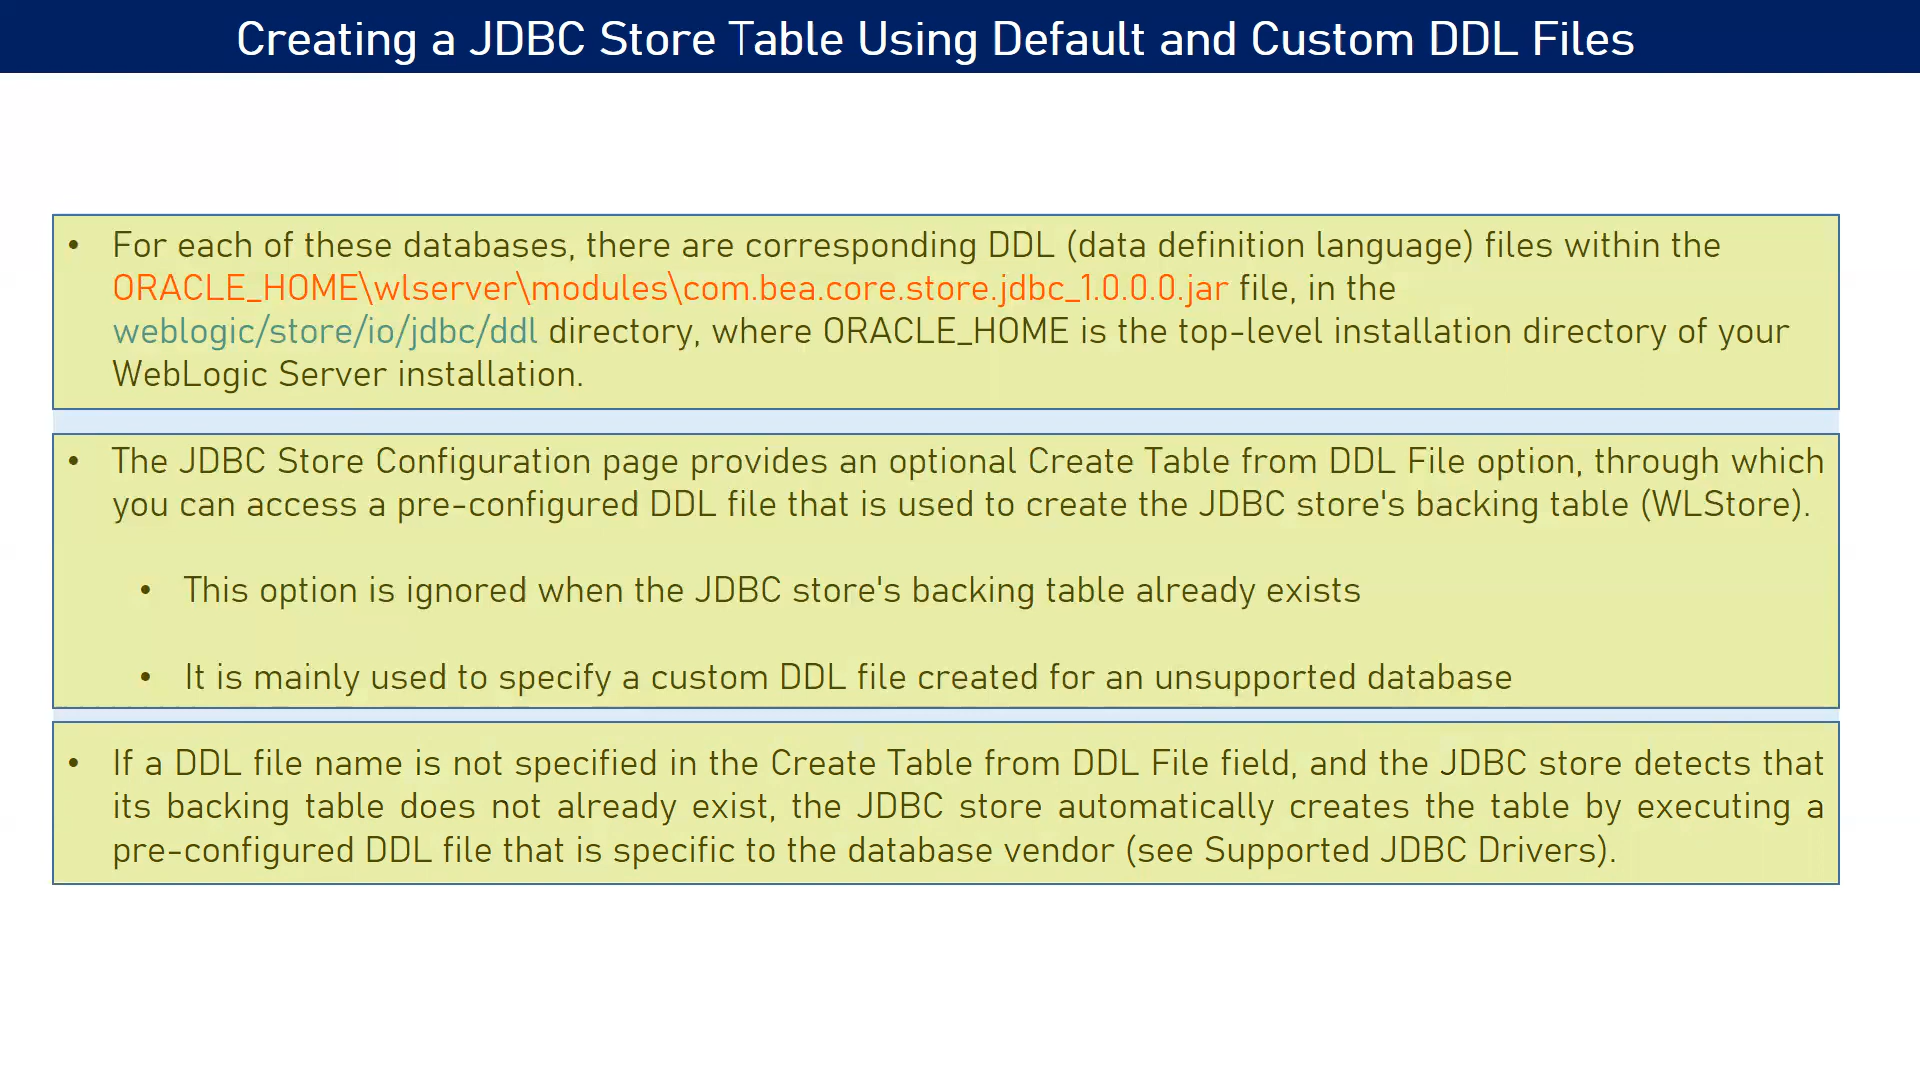 Creating a JDBC Store Table Using Default and Custom DDL Files
• For each of these databases, there are corresponding DDL (data definition language) files within the
ORACLE_HOME\wlserver\modules\com.bea.core.store.jdbc_1.0.0.0.jar file, in the
weblogic/store/io/jdbc/ddl directory, where ORACLE_HOME is the top-level installation directory of your
WebLogic Server installation.
• The JDBC Store Configuration page provides an optional Create Table from DDL File option, through which
you can access a pre-configured DDL file that is used to create the JDBC store's backing table (WLStore).
• This option is ignored when the JDBC store's backing table already exists
• It is mainly used to specify a custom DDL file created for an unsupported database
• If a DDL file name is not specified in the Create Table from DDL File field, and the JDBC store detects that
its backing table does not already exist, the JDBC store automatically creates the table by executing a
pre-configured DDL file that is specific to the database vendor (see Supported JDBC Drivers).